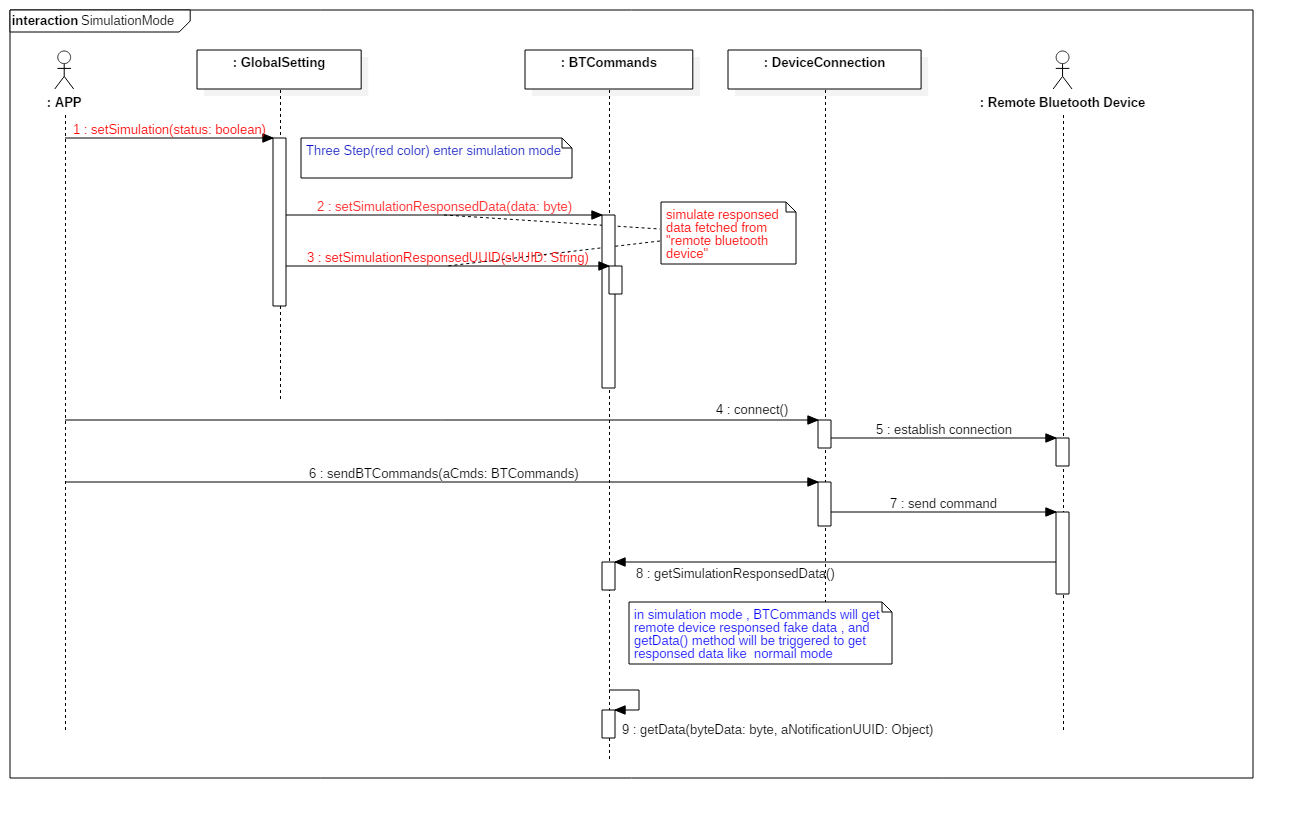 interaction SimulationMode
: APP
: GlobalSetting
: BTCommands
: DeviceConnection
: Remote Bluetooth Device
1 : setSimulation(status: boolean)
Three Step(red color) enter simulation mode
2 : setSimulationResponsedData(data: byte)
simulate responsed
data fetched from
"remote bluetooth
device"
3 : setSimulationResponsedUUID(sUUID: String)
4 : connect()
5 : establish connection
6 : sendBTCommands(aCmds: BTCommands)
7 : send command
8 : getSimulationResponsedData()
in simulation mode , BTCommands will get
remote device responsed fake data , and
getData() method will be triggered to get
responsed data like  normail mode
9 : getData(byteData: byte, aNotificationUUID: Object)